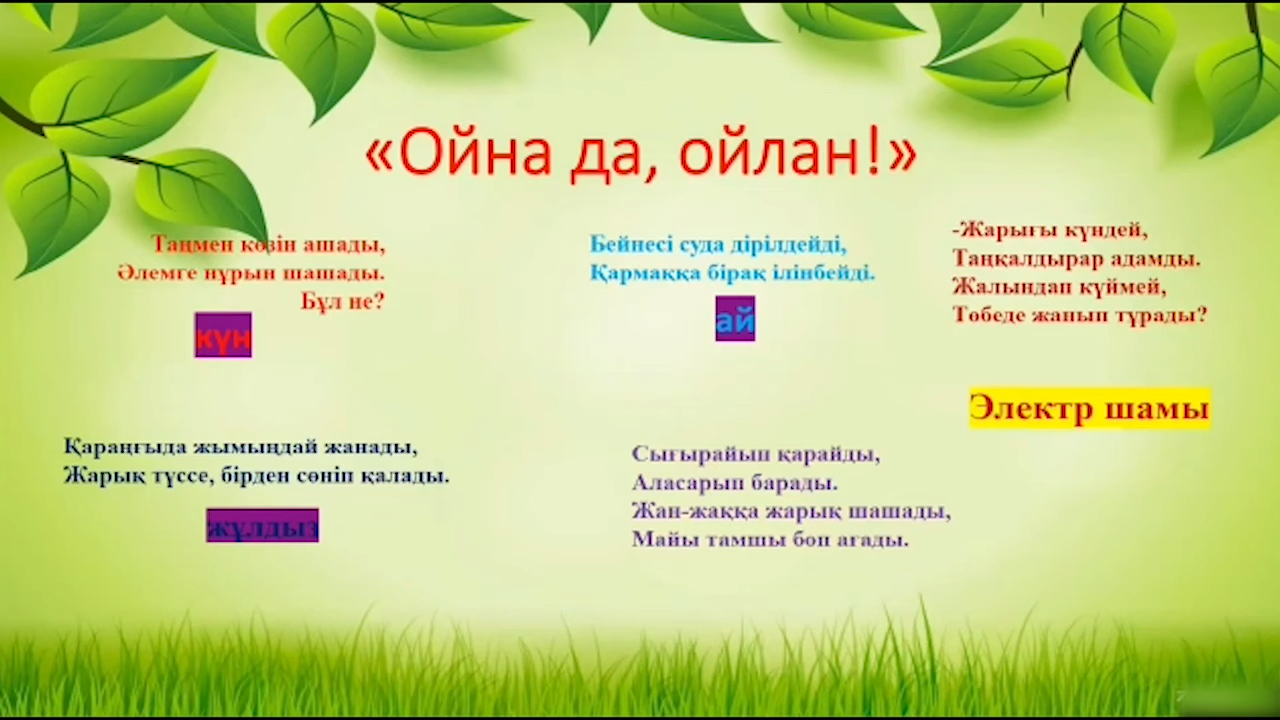 «Ойна да, ойлан!»
Таңмен көзін ашады,
Әлемге нұрын шашады.
Бұл не?
күн
Бейнесі суда дірілдейді,
Қармаққа бірақ ілінбейді.
ай
-Жарығы күндей,
Таңқалдырар адамды.
Жалындап күймей,
Төбеде жанып тұрады?
Электр шамы
Қараңғыда жымыңдай жанады,
Жарық түссе, бірден сөніп қалады.
жұлдыз
Сығырайып қарайды,
Аласарып барады.
Жан-жаққа жарық шашады,
Майы тамшы боп ағады.